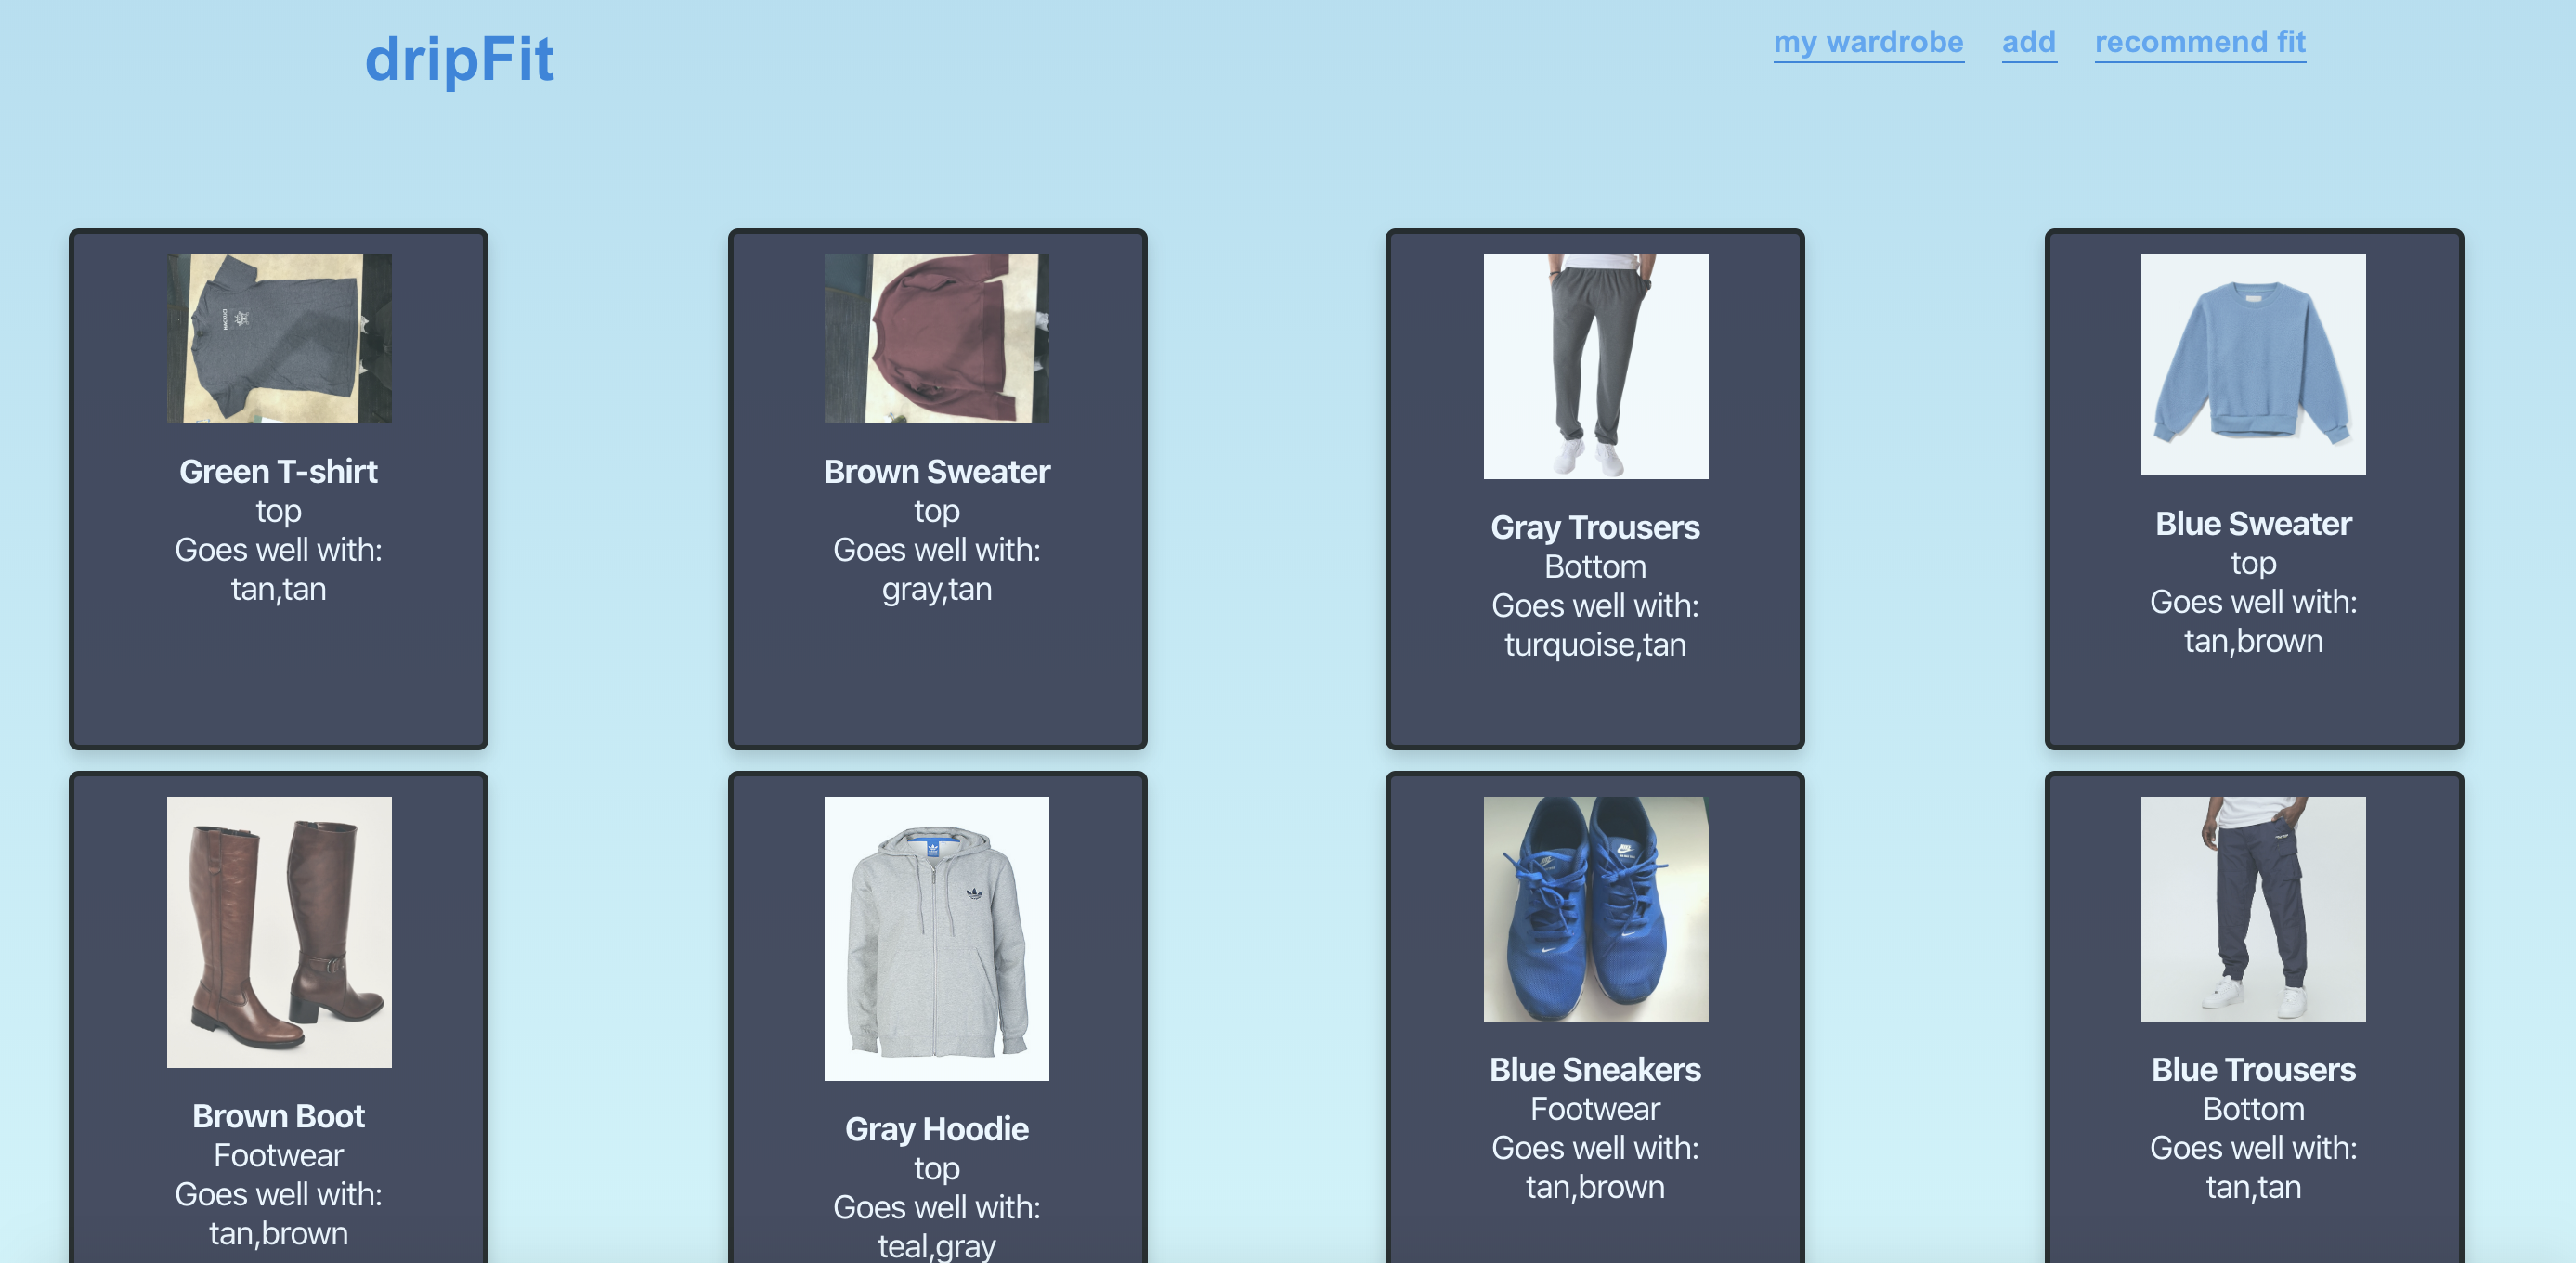 dripFit
my wardrobe add recommend fit
Green T-shirt
top
Goes well with:
tan,tan
Brown Sweater
top
Goes well with:
gray,tan
Gray Trousers
Bottom
Goes well with:
turquoise,tan
Blue Sweater
top
Goes well with:
tan,brown
Brown Boot
Footwear
Goes well with:
tan,brown
Gray Hoodie
top
Goes well with:
teal,gray
Blue Sneakers
Footwear
Goes well with:
tan,brown
Blue Trousers
Bottom
Goes well with:
tan,tan